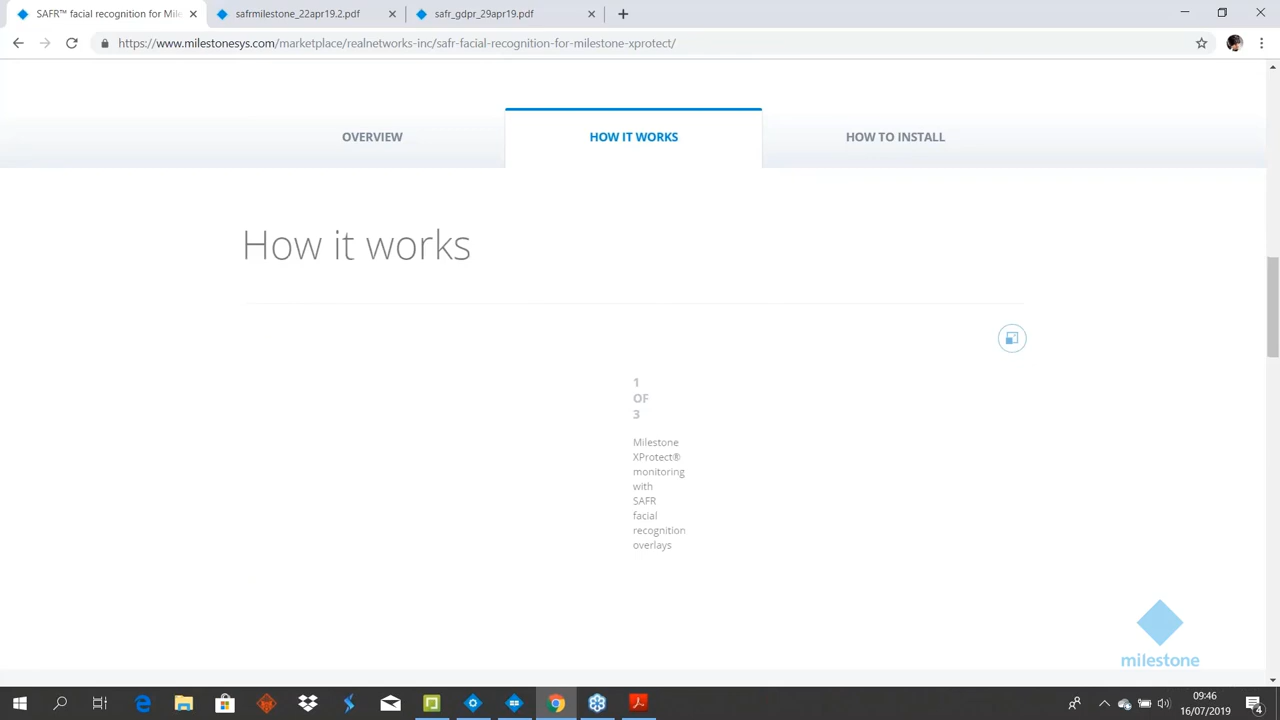 SAFR™ facial recognition for Mile
safrmilestone_22apr19.2.pdf
safr_gdpr_29apr19.pdf
https://www.milestonesys.com/marketplace/realnetworks-inc/safr-facial-recognition-for-milestone-xprotect/
OVERVIEW
HOW IT WORKS
HOW TO INSTALL
How it works
1
OF
3
Milestone
XProtect®
monitoring
with
SAFR
facial
recognition
overlays
milestone
09:46
16/07/2019
4